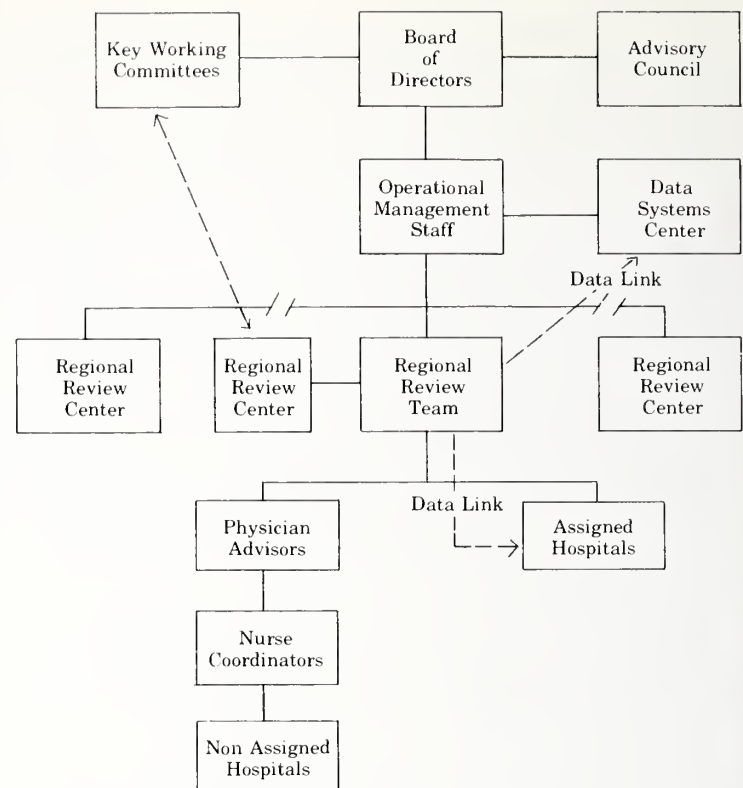 Key Working
Committees
Board
of
Directors
Advisory
Council
Operational
Management
Staff
Data
Systems
Center
Data Link
Regional
Review
Center
Regional
Review
Center
Regional
Review
Team
Regional
Review
Center
Data Link
Physician
Advisors
Assigned
Hospitals
Nurse
Coordinators
Non Assigned
Hospitals